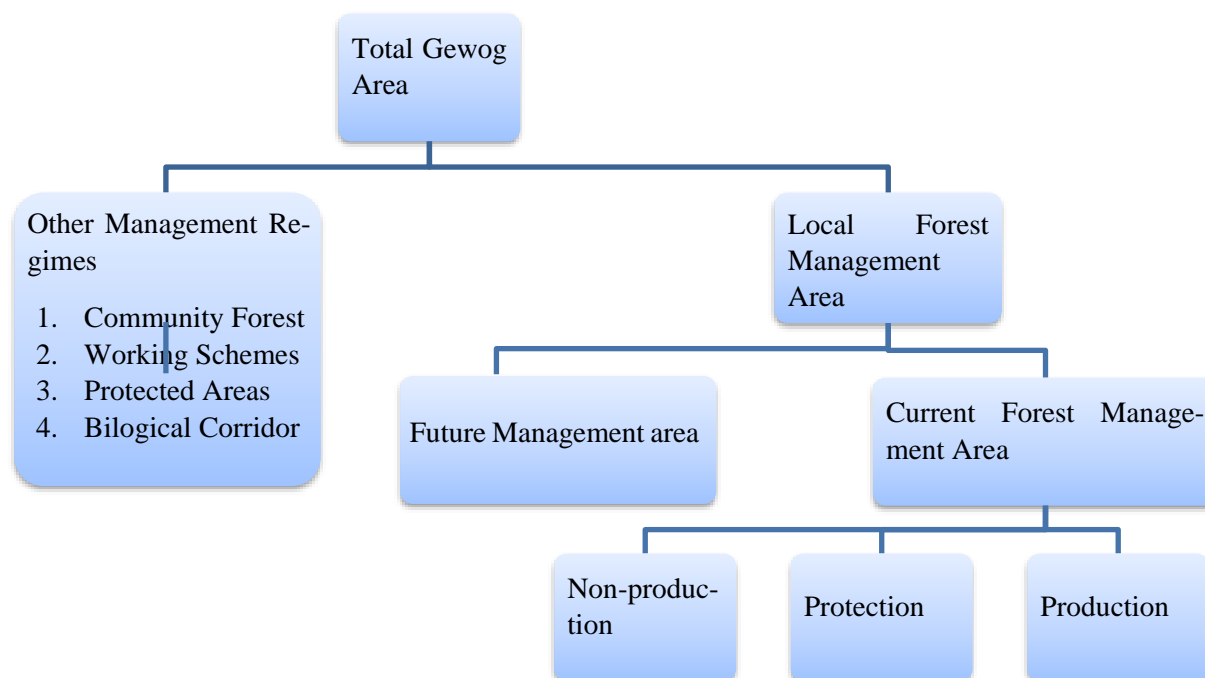 Total Gewog
Area
Other Management Re-
gimes
1. Community Forest
2. Working Schemes
3. Protected Areas
4. Bilogical Corridor
Local Forest
Management
Area
Future Management area
Current Forest Manage-
ment Area
Non-produc-
tion
Protection
Production